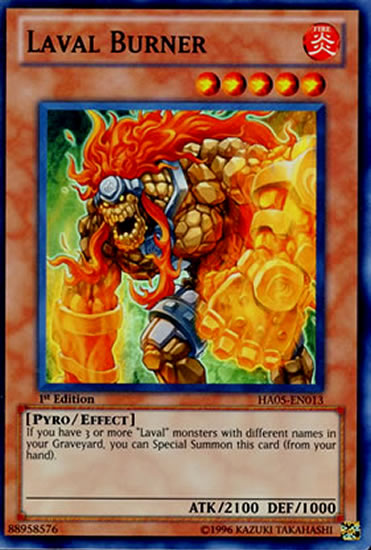 LAVAL BURNER
FIRE
炎
1st Edition
HA05-EN013
[PYRO/EFFECT]
If you have 3 or more "Laval" monsters with different names in
your Graveyard, you can Special Summon this card (from your
hand).
ATK/2100 DEF/1000
88958576
©1996 KAZUKI TAKAHASHI